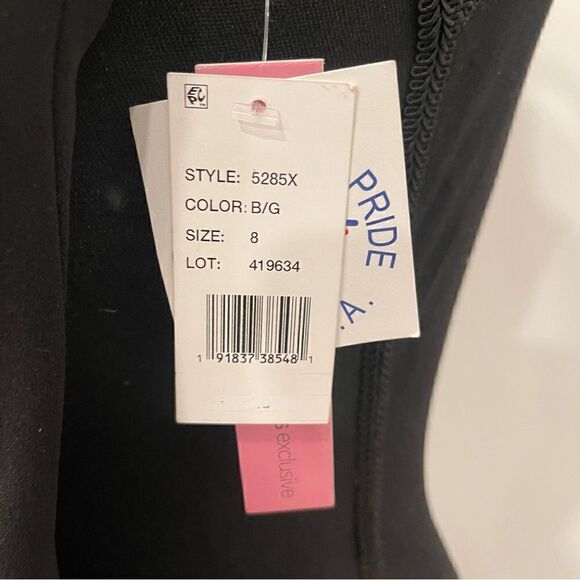 STYLE: 5285X
COLOR: B/G
SIZE: 8
LOT: 419634
1 91837 38548 1
PRIDE
.A.
exclusive